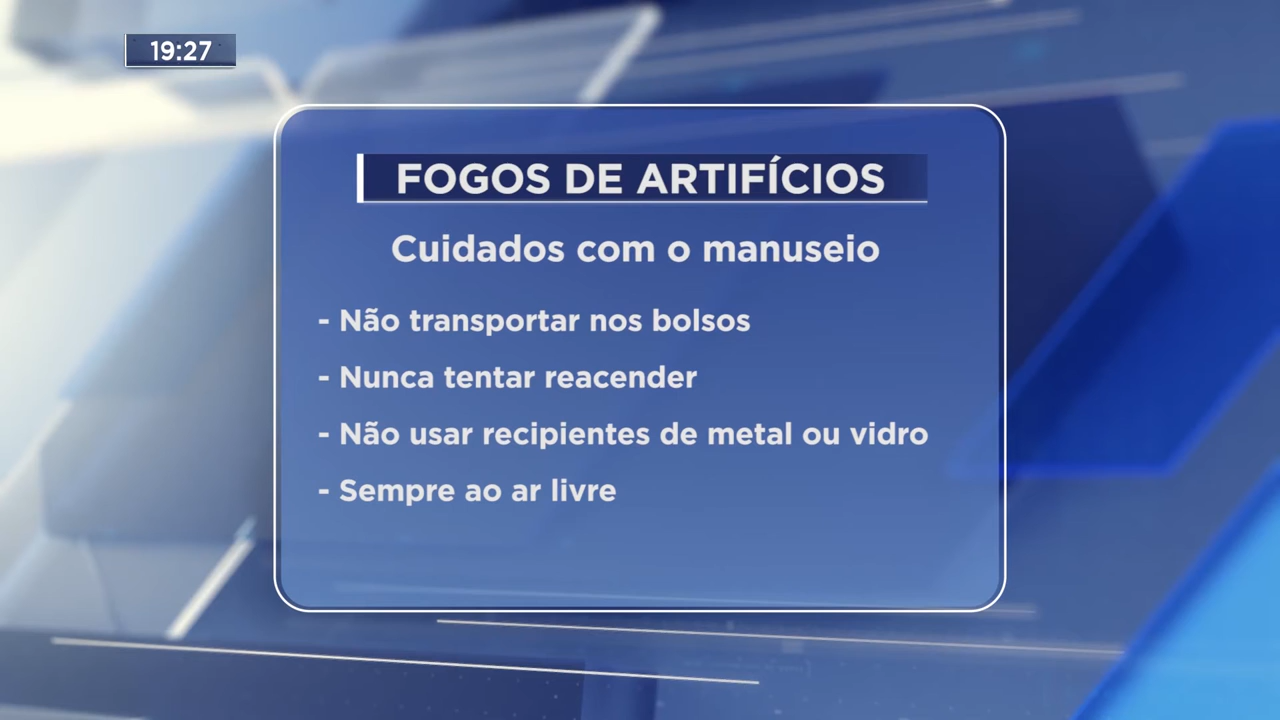 19:27
FOGOS DE ARTIFÍCIOS
Cuidados com o manuseio
- Não transportar nos bolsos
- Nunca tentar reacender
- Não usar recipientes de metal ou vidro
- Sempre ao ar livre